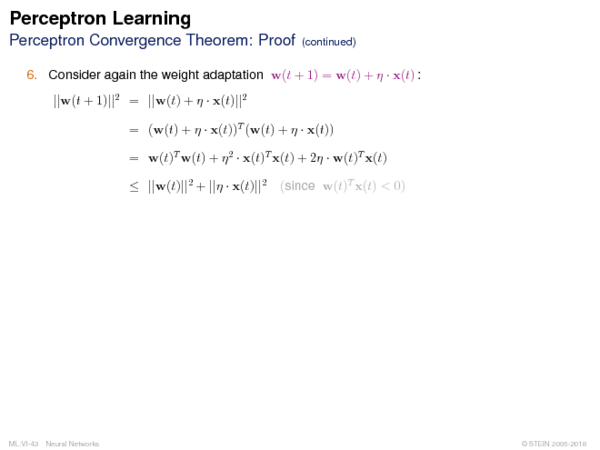 Perceptron Learning
Perceptron Convergence Theorem: Proof (continued)
6. Consider again the weight adaptation w(t + 1) = w(t) + η · x(t) :
||w(t + 1)||² = ||w(t) + η · x(t)||²
= (w(t) + η · x(t))ᵀ(w(t) + η · x(t))
= w(t)ᵀw(t) + η² · x(t)ᵀx(t) + 2η · w(t)ᵀx(t)
≤ ||w(t)||² + ||η · x(t)||² (since w(t)ᵀx(t) < 0)
ML:VI-43 Neural Networks
© STEIN 2005-2018